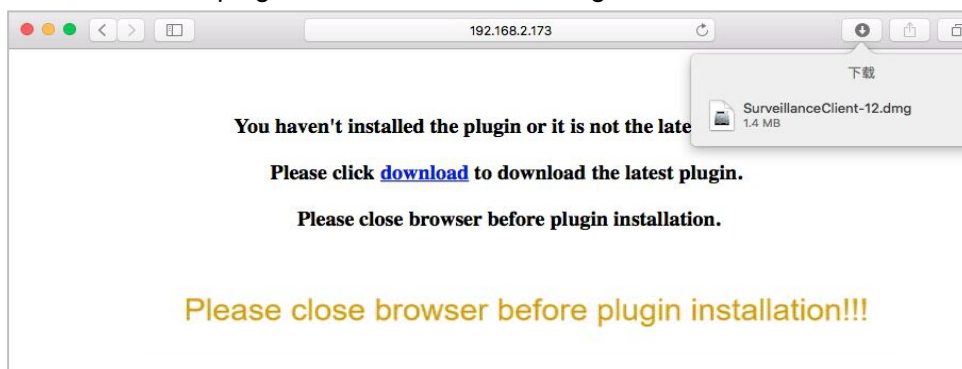 plugin
192.168.2.173
下载
SurveillanceClient-12.dmg
1.4 MB
You haven't installed the plugin or it is not the late
Please click download to download the latest plugin.
Please close browser before plugin installation.
Please close browser before plugin installation!!!